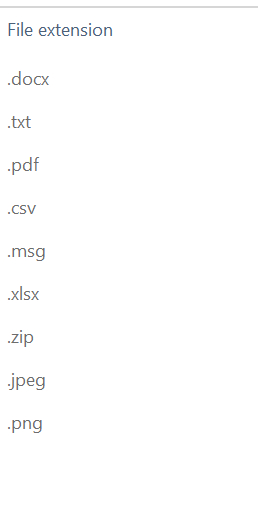 File extension
.docx
.txt
.pdf
.csv
.msg
.xlsx
.zip
.jpeg
.png